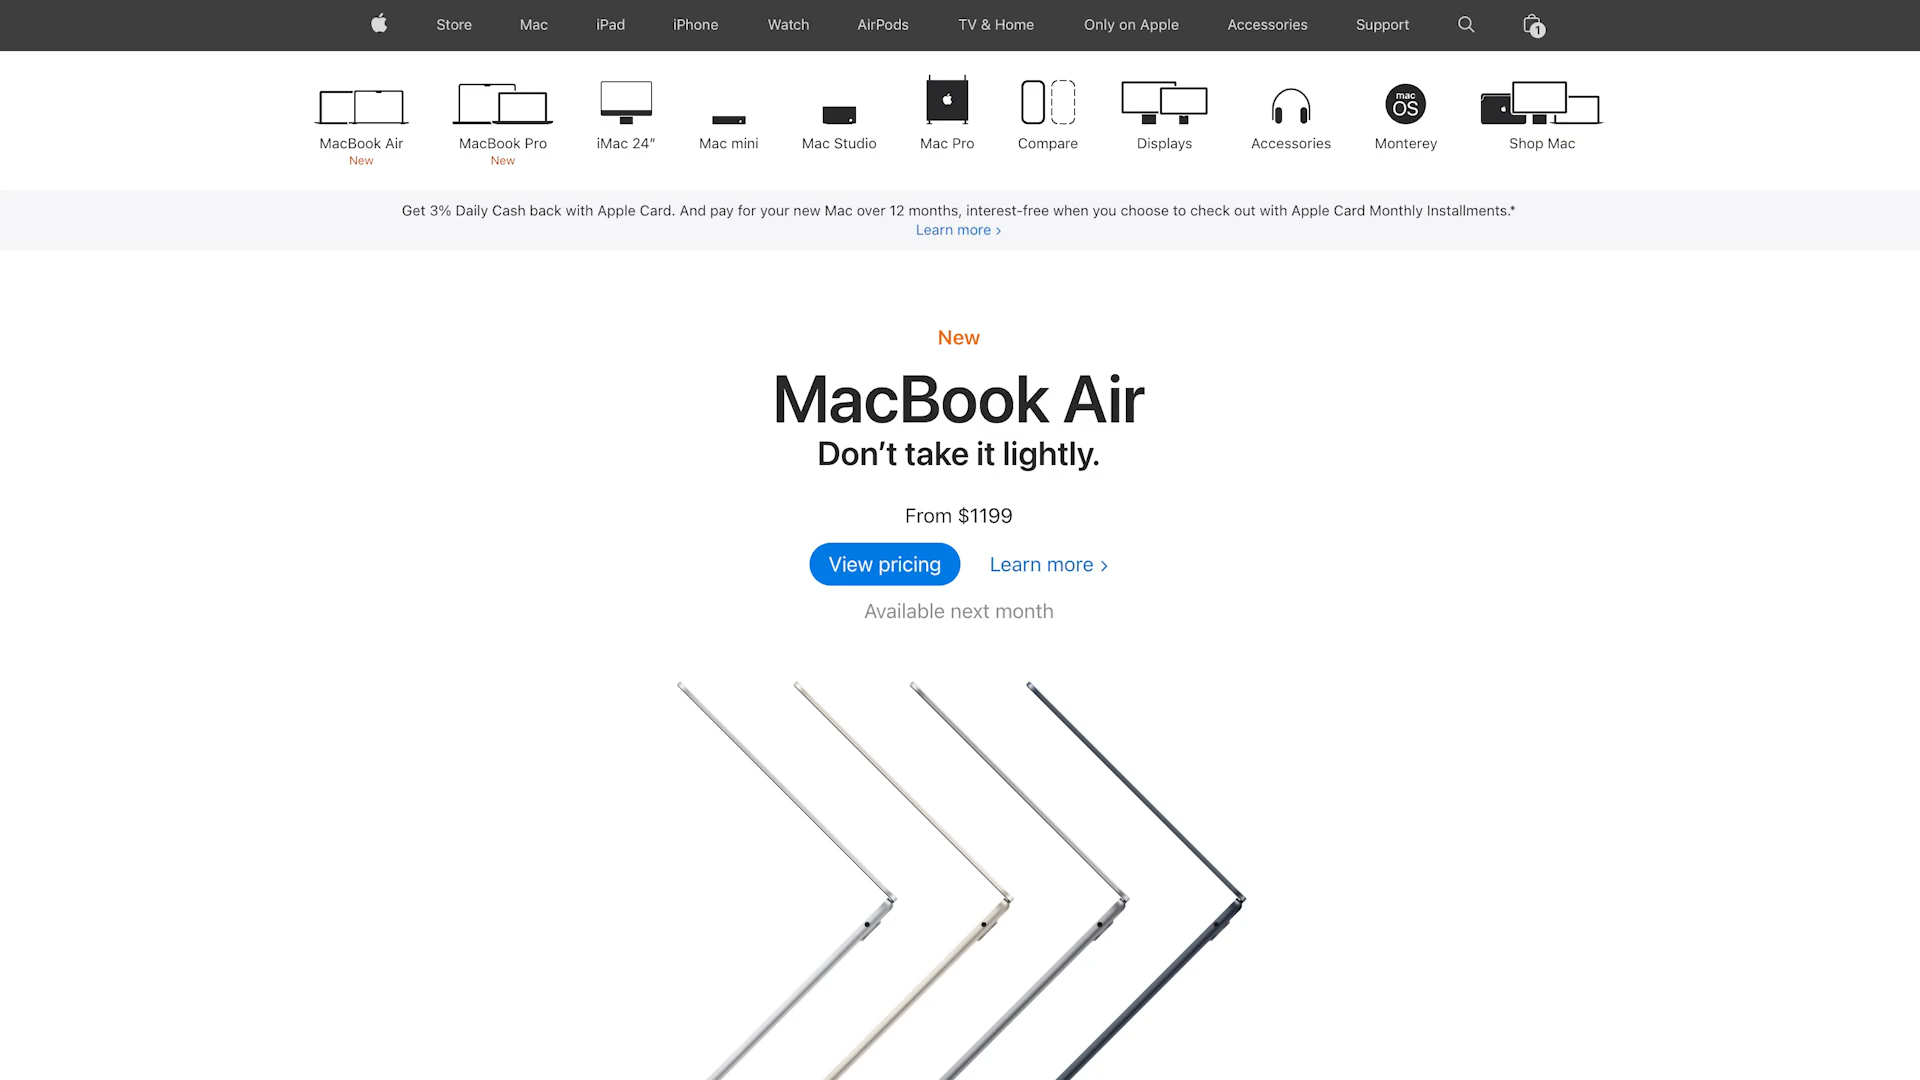 Store Mac iPad iPhone Watch AirPods TV & Home Only on Apple Accessories Support 1
mac
OS
MacBook Air MacBook Pro iMac 24″ Mac mini Mac Studio Mac Pro Compare Displays Accessories Monterey Shop Mac
New New
Get 3% Daily Cash back with Apple Card. And pay for your new Mac over 12 months, interest-free when you choose to check out with Apple Card Monthly Installments.*
Learn more >
New
MacBook Air
Don’t take it lightly.
From $1199
View pricing Learn more >
Available next month